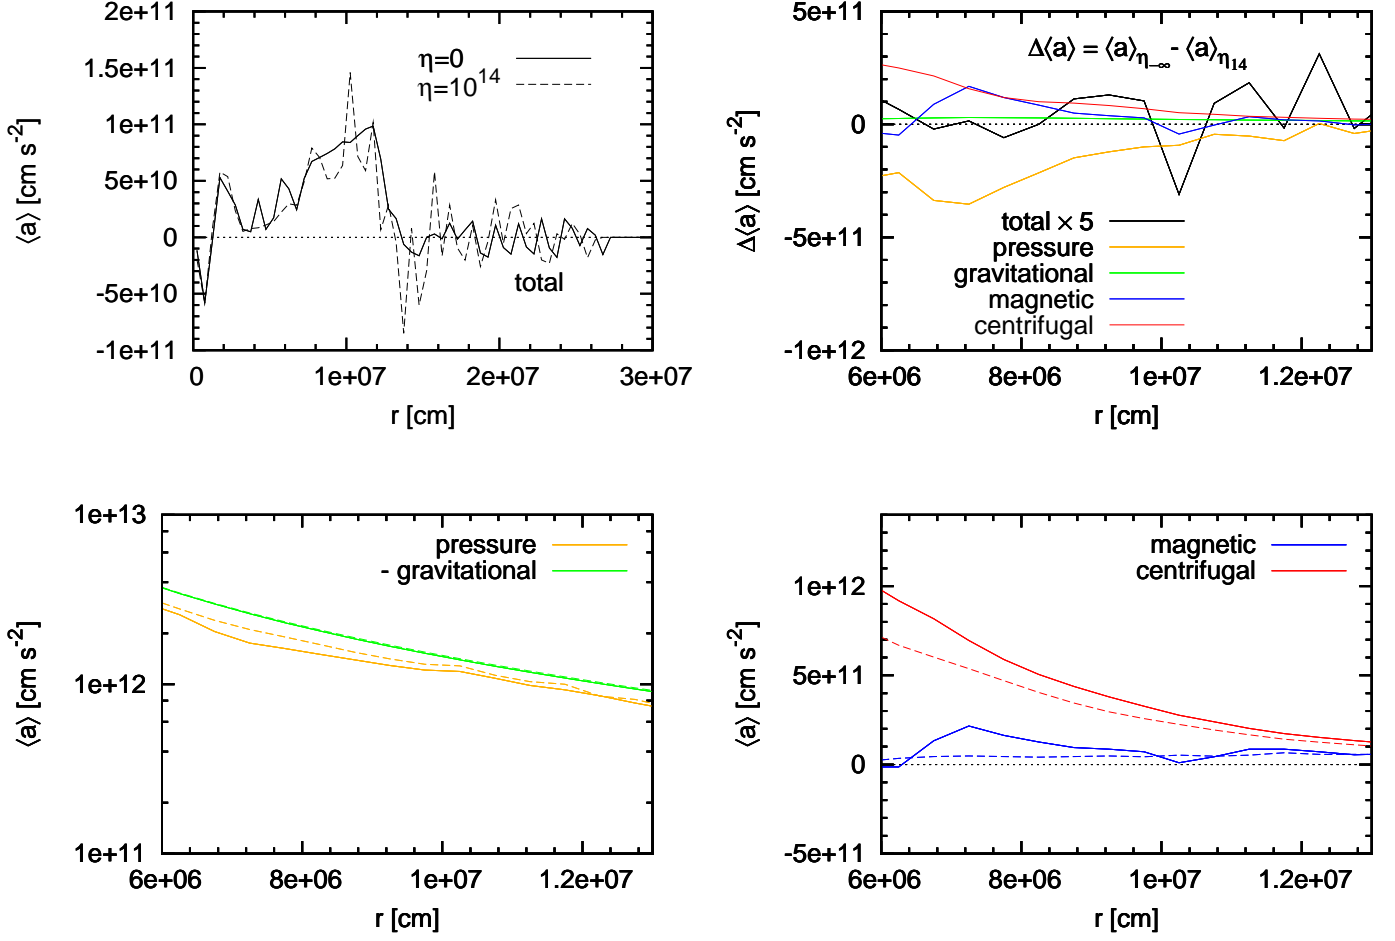 2e+11
1.5e+11
1e+11
5e+10
0
-5e+10
-1e+11
⟨a⟩ [cm s⁻²]
η=0
η=10¹⁴
total
0
1e+07
2e+07
3e+07
r [cm]
5e+11
0
-5e+11
-1e+12
Δ⟨a⟩ [cm s⁻²]
Δ⟨a⟩ = ⟨a⟩η₋∞ - ⟨a⟩η₁₄
total × 5
pressure
gravitational
magnetic
centrifugal
6e+06
8e+06
1e+07
1.2e+07
r [cm]
1e+13
1e+12
1e+11
⟨a⟩ [cm s⁻²]
pressure
- gravitational
6e+06
8e+06
1e+07
1.2e+07
r [cm]
1e+12
5e+11
0
-5e+11
⟨a⟩ [cm s⁻²]
magnetic
centrifugal
6e+06
8e+06
1e+07
1.2e+07
r [cm]